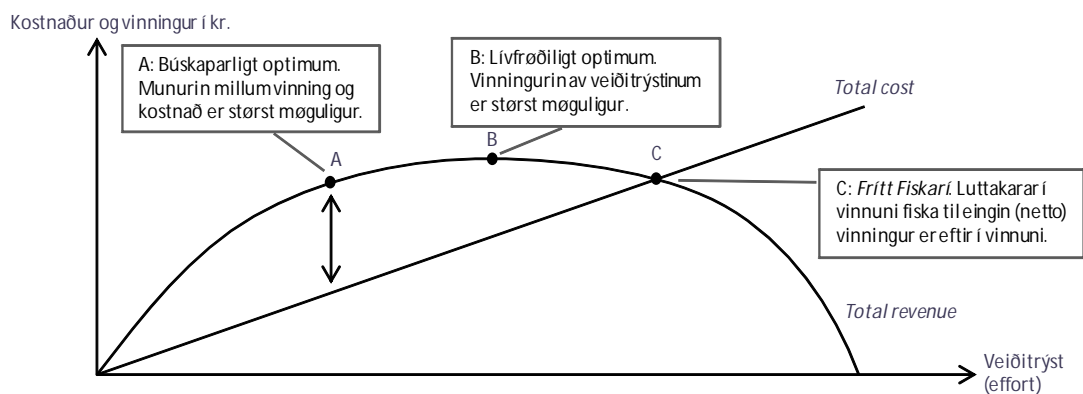 Kostnaður og vinningur í kr.
A: Búskaparligt optimum.
Munurin millum vinning og
kostnað er størst møguligur.
B: Lívfrøðiligt optimum.
Vinningurin av veiðitrýstinum
er størst møguligur.
Total cost
A
B
C
C: Frítt Fiskarí. Luttakarar í
vinnuni fiska til eingin (netto)
vinningur er eftir í vinnuni.
Total revenue
Veiðitrýst
(effort)